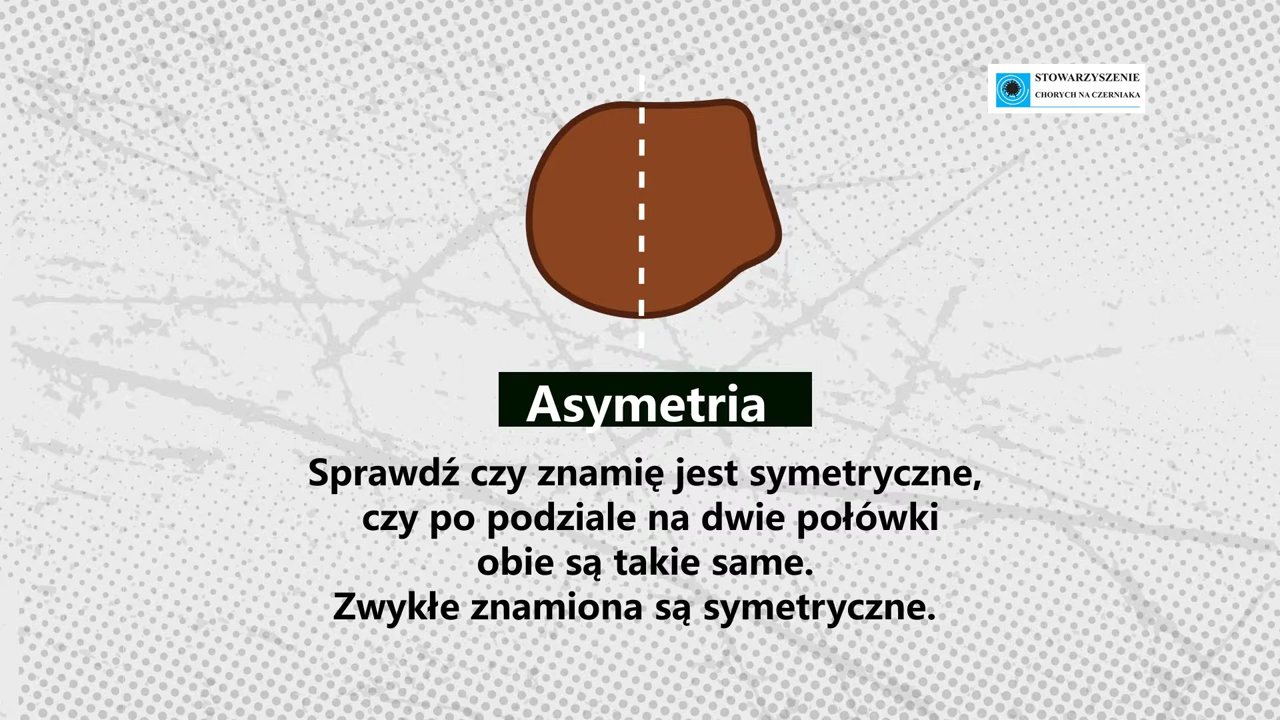 STOWARZYSZENIE
CHORYCH NA CZERNIAKA
Asymetria
Sprawdź czy znamię jest symetryczne,
czy po podziale na dwie połówki
obie są takie same.
Zwykłe znamiona są symetryczne.